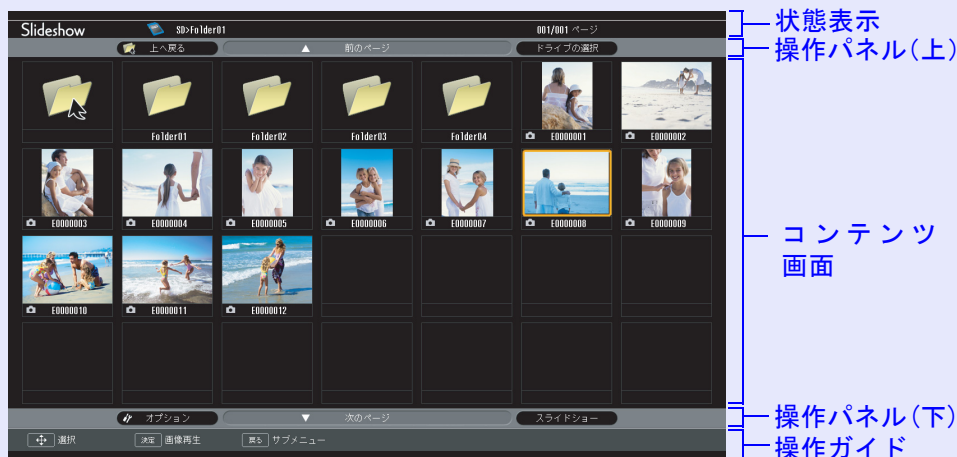 Slideshow SD>Folder01 001/001 ページ
上へ戻る ▲ 前のページ ドライブの選択
Folder01 Folder02 Folder03 Folder04 E0000001 E0000002
E0000003 E0000004 E0000005 E0000006 E0000007 E0000008 E0000009
E0000010 E0000011 E0000012
オプション ▼ 次のページ スライドショー
選択 決定 画像再生 戻る サブメニュー
状態表示
操作パネル(上)
コンテンツ
画面
操作パネル(下)
操作ガイド